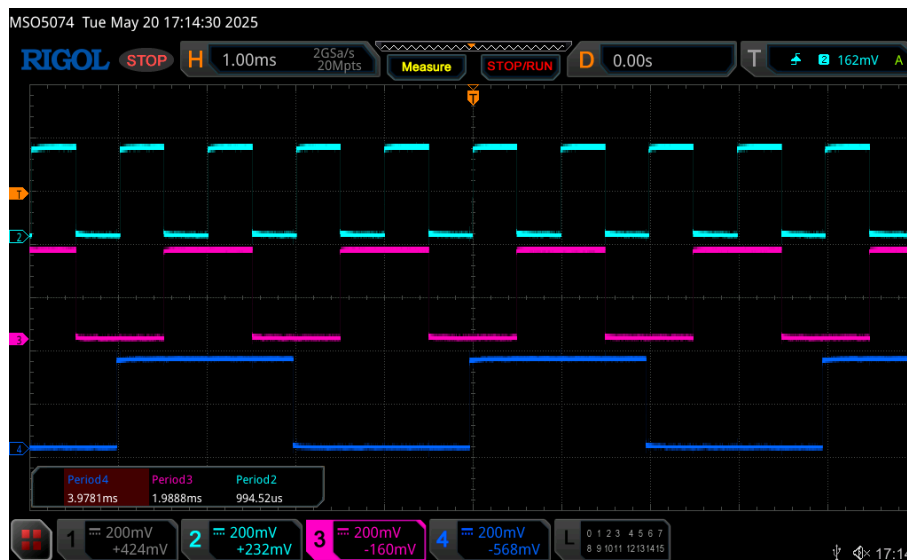 MSO5074 Tue May 20 17:14:30 2025
RIGOL STOP H 1.00ms 2GSa/s 20Mpts Measure STOP/RUN D 0.00s T 2 162mV A
T
T
2
3
4
Period4 Period3 Period2
3.9781ms 1.9888ms 994.52us
1 200mV +424mV 2 200mV +232mV 3 200mV -160mV 4 200mV -568mV L 0 1 2 3 4 5 6 7
8 9 10 11 12 13 14 15